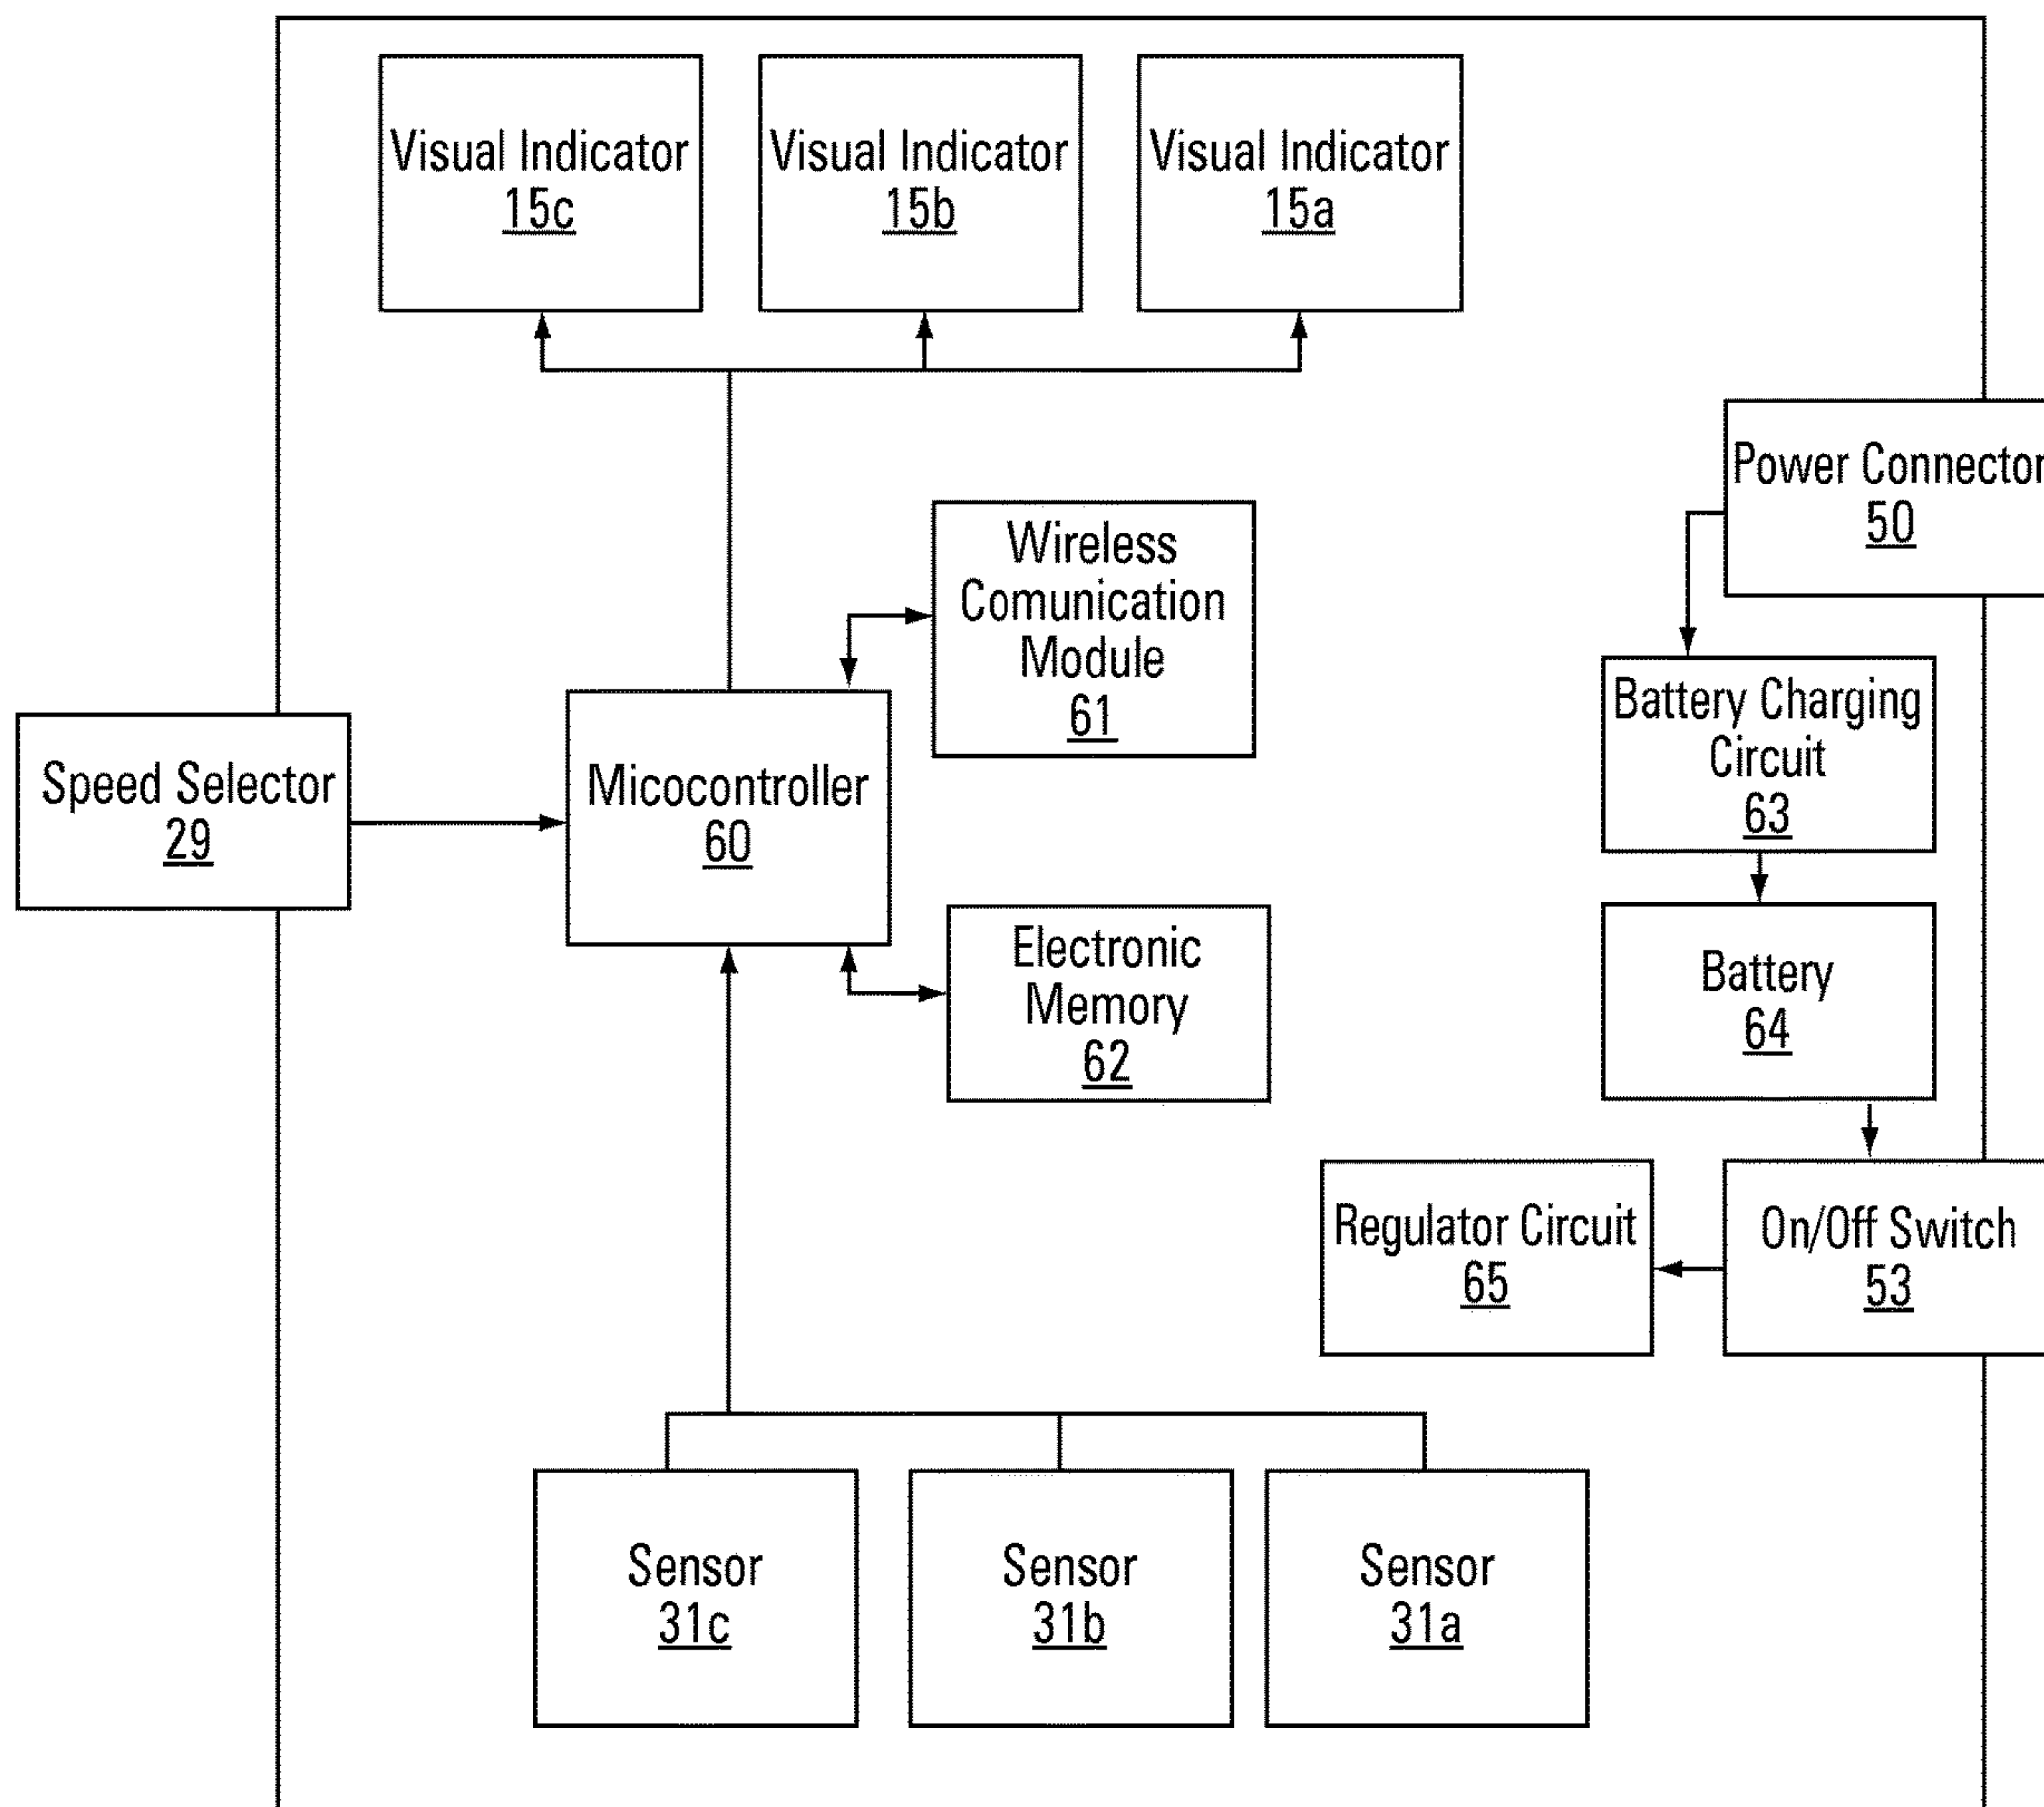 Visual Indicator
15c
Visual Indicator
15b
Visual Indicator
15a
Power Connector
50
Wireless
Comunication
Module
61
Battery Charging
Circuit
63
Speed Selector
29
Micocontroller
60
Electronic
Memory
62
Battery
64
Regulator Circuit
65
On/Off Switch
53
Sensor
31c
Sensor
31b
Sensor
31a